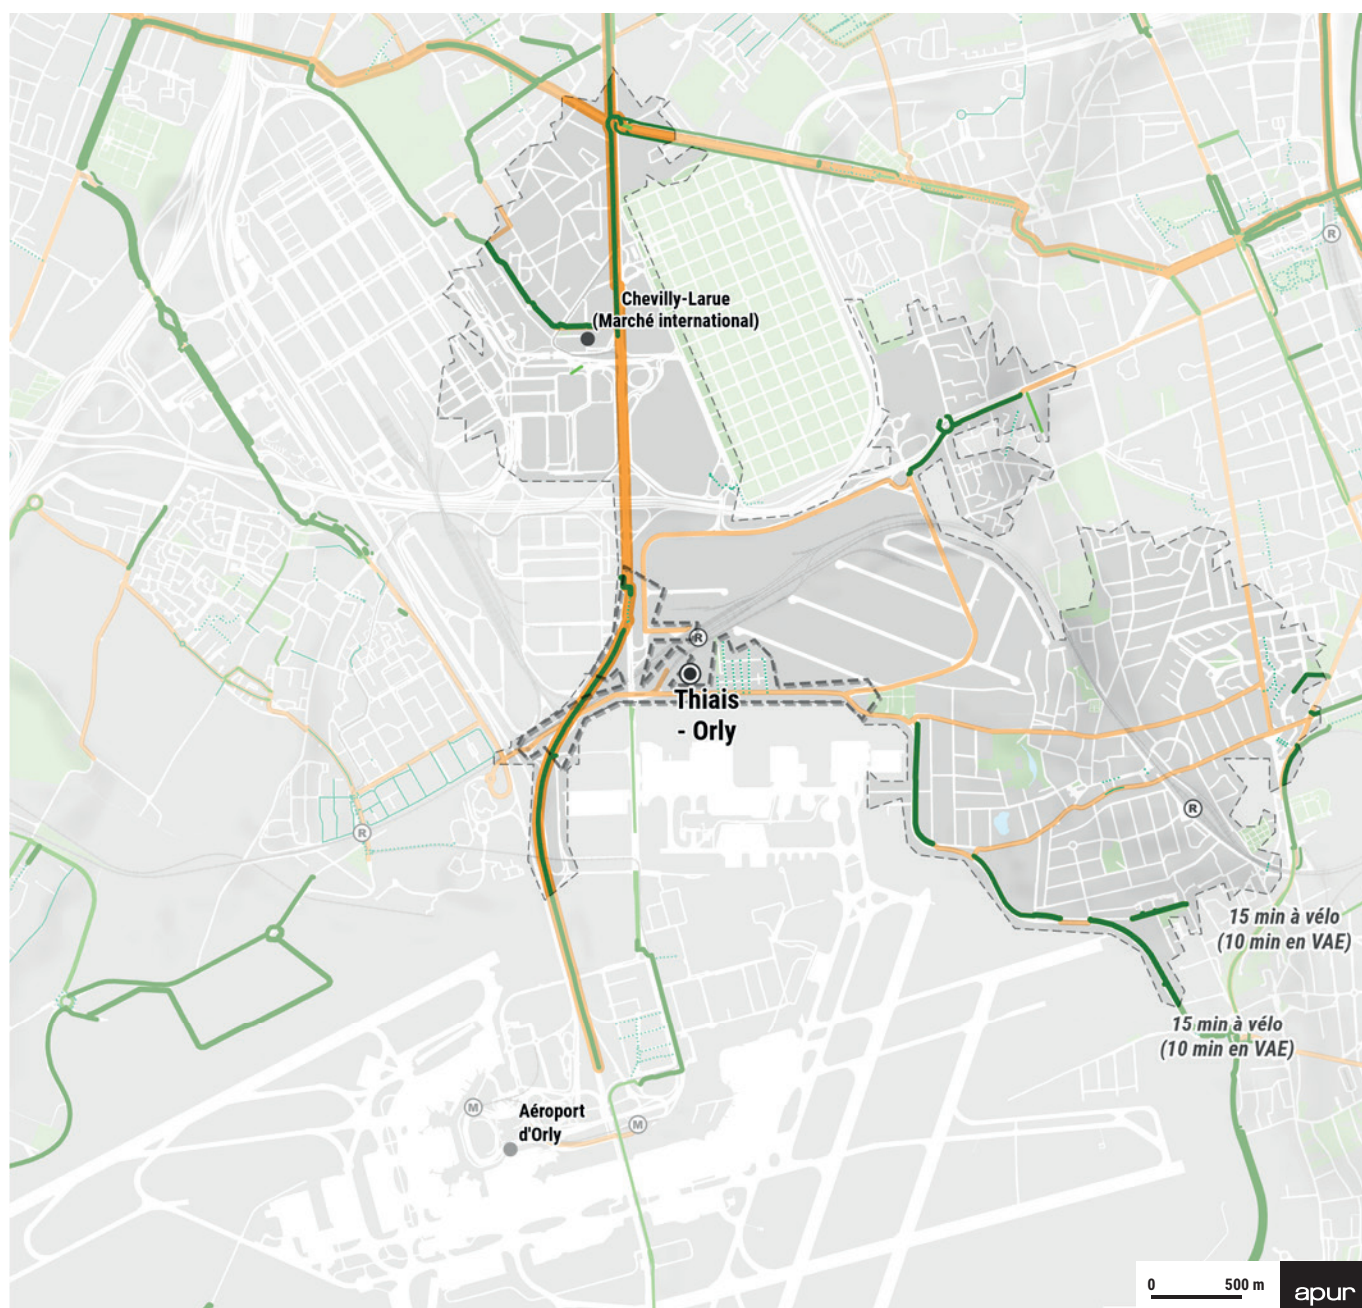 R
Chevilly-Larue
(Marché international)
R
Thiais
- Orly
R
R
15 min à vélo
(10 min en VAE)
15 min à vélo
(10 min en VAE)
M
Aéroport
d'Orly
M
0 500 m
apur